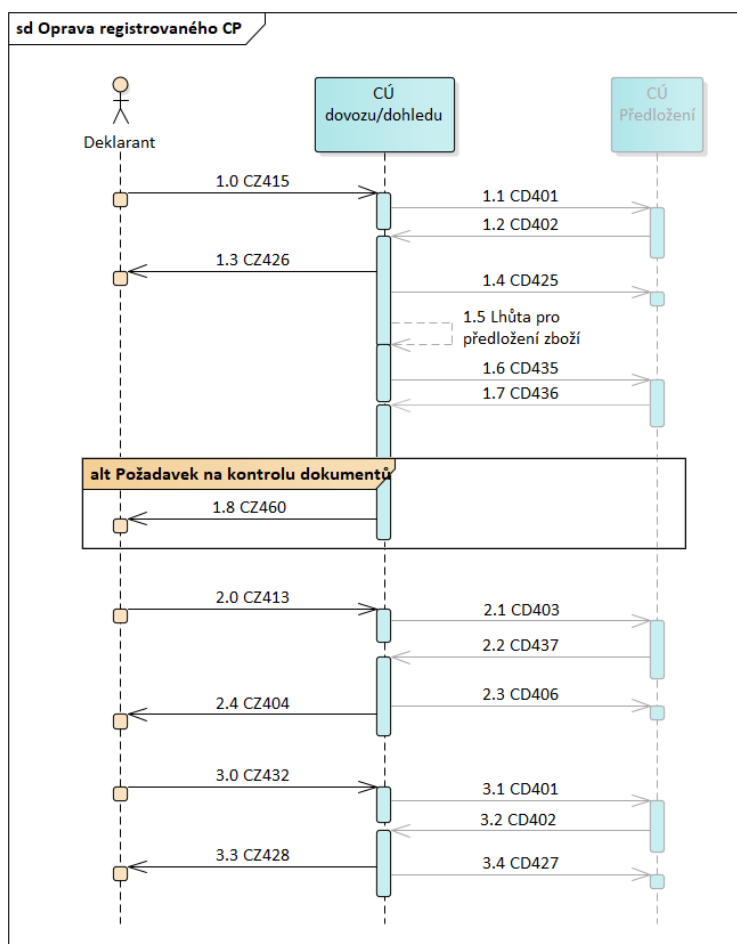 sd Oprava registrovaného CP
Deklarant
CÚ
dovozu/dohledu
CÚ
Předložení
1.0 CZ415
1.1 CD401
1.2 CD402
1.3 CZ426
1.4 CD425
1.5 Lhůta pro
předložení zboží
1.6 CD435
1.7 CD436
alt Požadavek na kontrolu dokumentů
1.8 CZ460
2.0 CZ413
2.1 CD403
2.2 CD437
2.3 CD406
2.4 CZ404
3.0 CZ432
3.1 CD401
3.2 CD402
3.3 CZ428
3.4 CD427